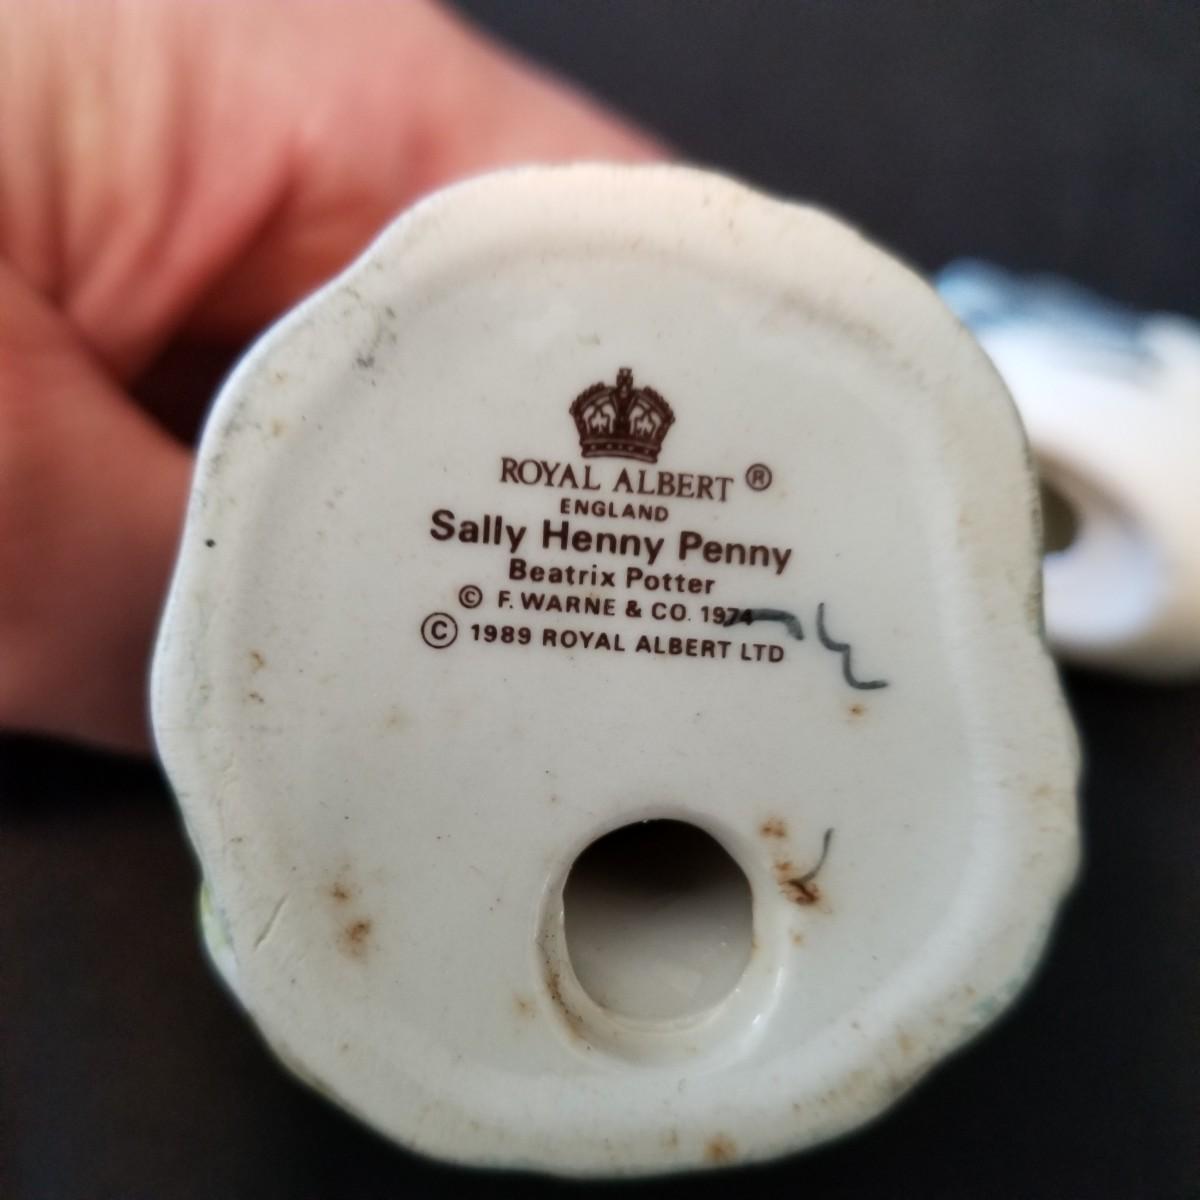 ROYAL ALBERT ®
ENGLAND
Sally Henny Penny
Beatrix Potter
© F. WARNE & CO. 1974
© 1989 ROYAL ALBERT LTD